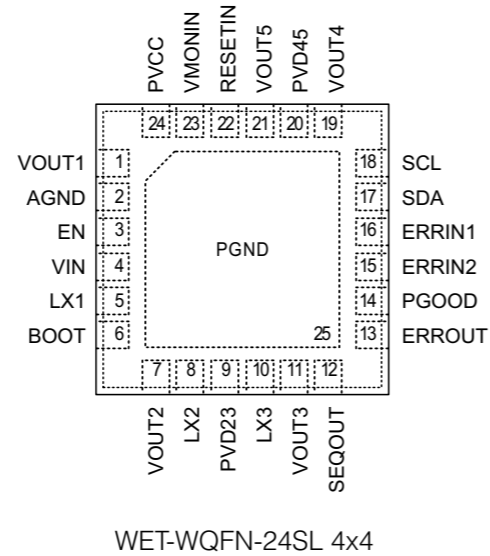 PVCC
VMONIN
RESETIN
VOUT5
PVD45
VOUT4
24 23 22 21 20 19
VOUT1 1
AGND 2
EN 3
VIN 4
LX1 5
BOOT 6
PGND
25
18 SCL
17 SDA
16 ERRIN1
15 ERRIN2
14 PGOOD
13 ERROUT
7 8 9 10 11 12
VOUT2
LX2
PVD23
LX3
VOUT3
SEQOUT
WET-WQFN-24SL 4x4